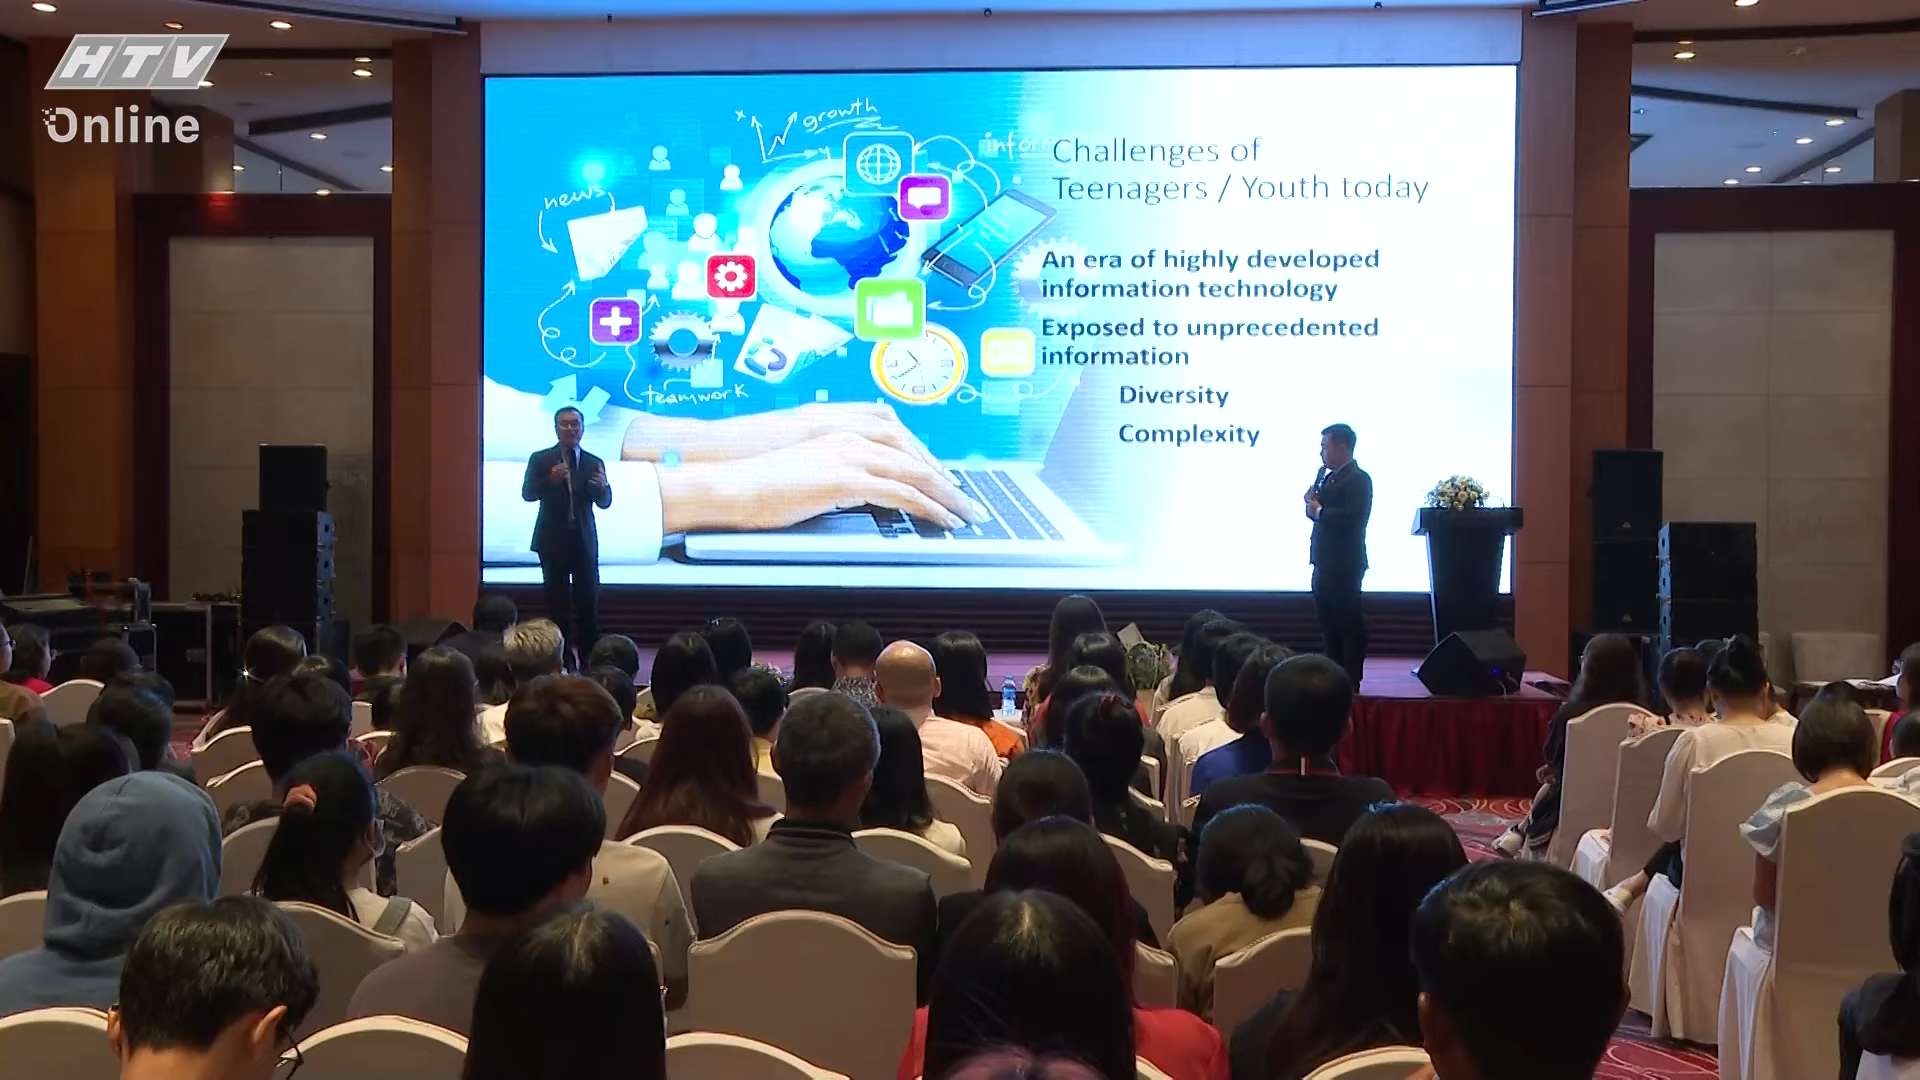 HTV
Online
growth
news
teamwork
Challenges of
Teenagers / Youth today
An era of highly developed
information technology
Exposed to unprecedented
information
Diversity
Complexity